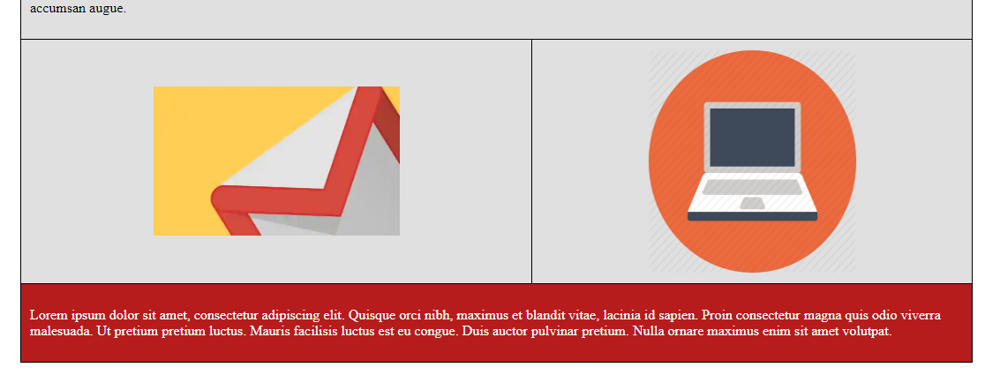 accumsan augue.
Lorem ipsum dolor sit amet, consectetur adipiscing elit. Quisque orci nibh, maximus et blandit vitae, lacinia id sapien. Proin consectetur magna quis odio viverra
malesuada. Ut pretium pretium luctus. Mauris facilisis luctus est eu congue. Duis auctor pulvinar pretium. Nulla ornare maximus enim sit amet volutpat.